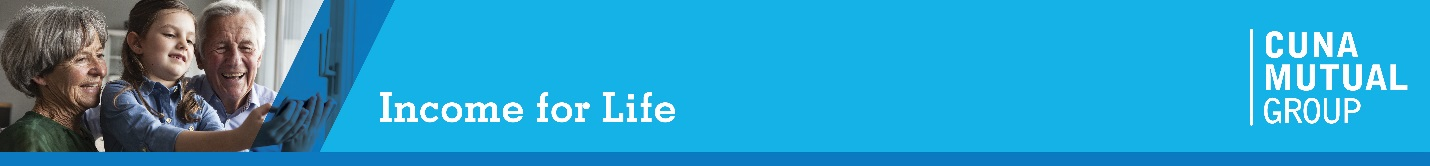 Income for Life
CUNA
MUTUAL
GROUP